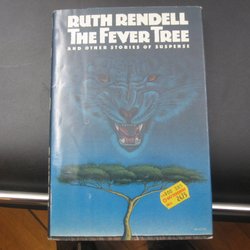 RUTH RENDELL
THE FEVER TREE
AND OTHER STORIES OF SUSPENSE